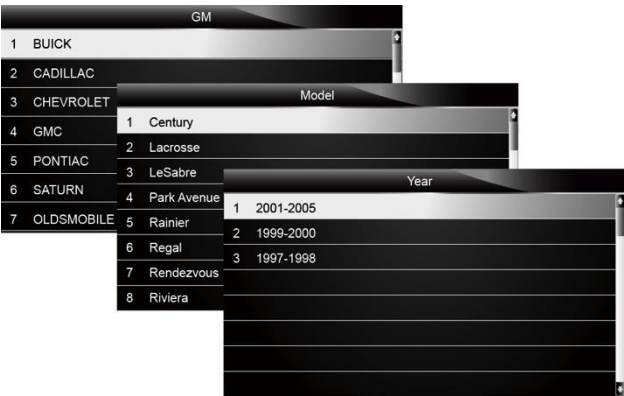 GM
1 BUICK
2 CADILLAC
3 CHEVROLET
4 GMC
5 PONTIAC
6 SATURN
7 OLDSMOBILE
Model
1 Century
2 Lacrosse
3 LeSabre
4 Park Avenue
5 Rainier
6 Regal
7 Rendezvous
8 Riviera
Year
1 2001-2005
2 1999-2000
3 1997-1998